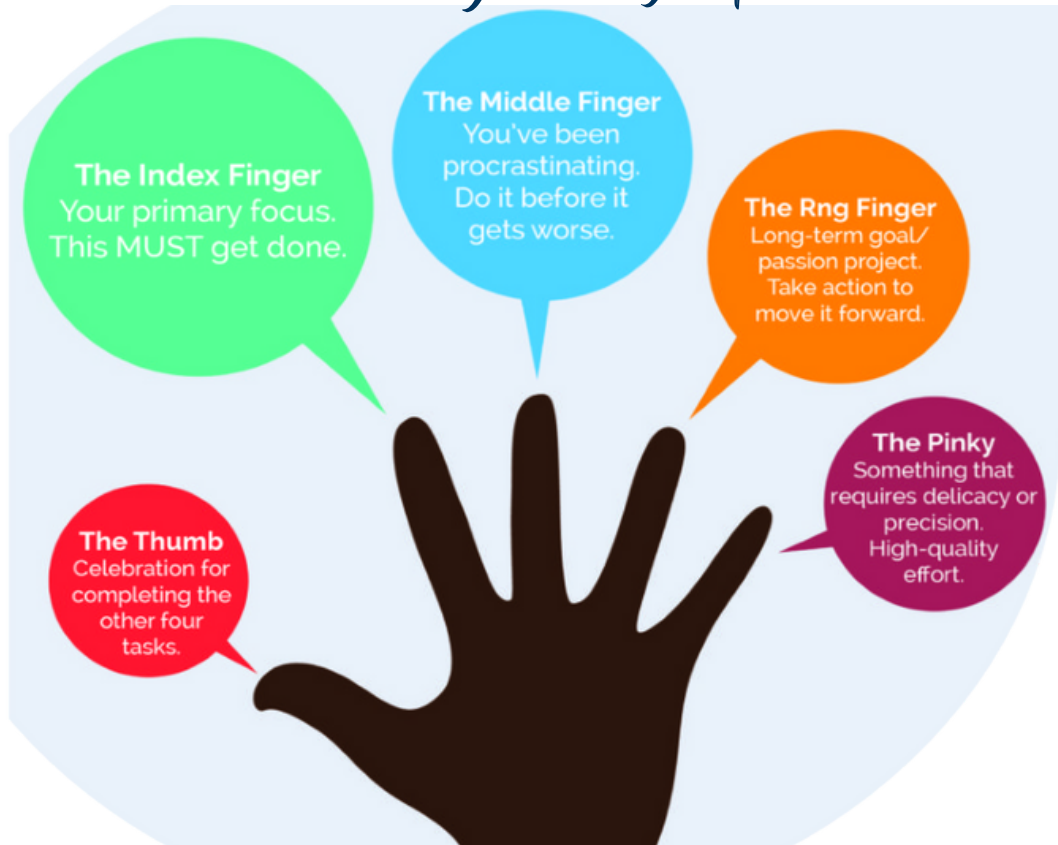 The Index Finger
Your primary focus.
This MUST get done.
The Middle Finger
You've been
procrastinating.
Do it before it
gets worse.
The Rng Finger
Long-term goal/
passion project.
Take action to
move it forward.
The Pinky
Something that
requires delicacy or
precision.
High-quality
effort.
The Thumb
Celebration for
completing the
other four
tasks.